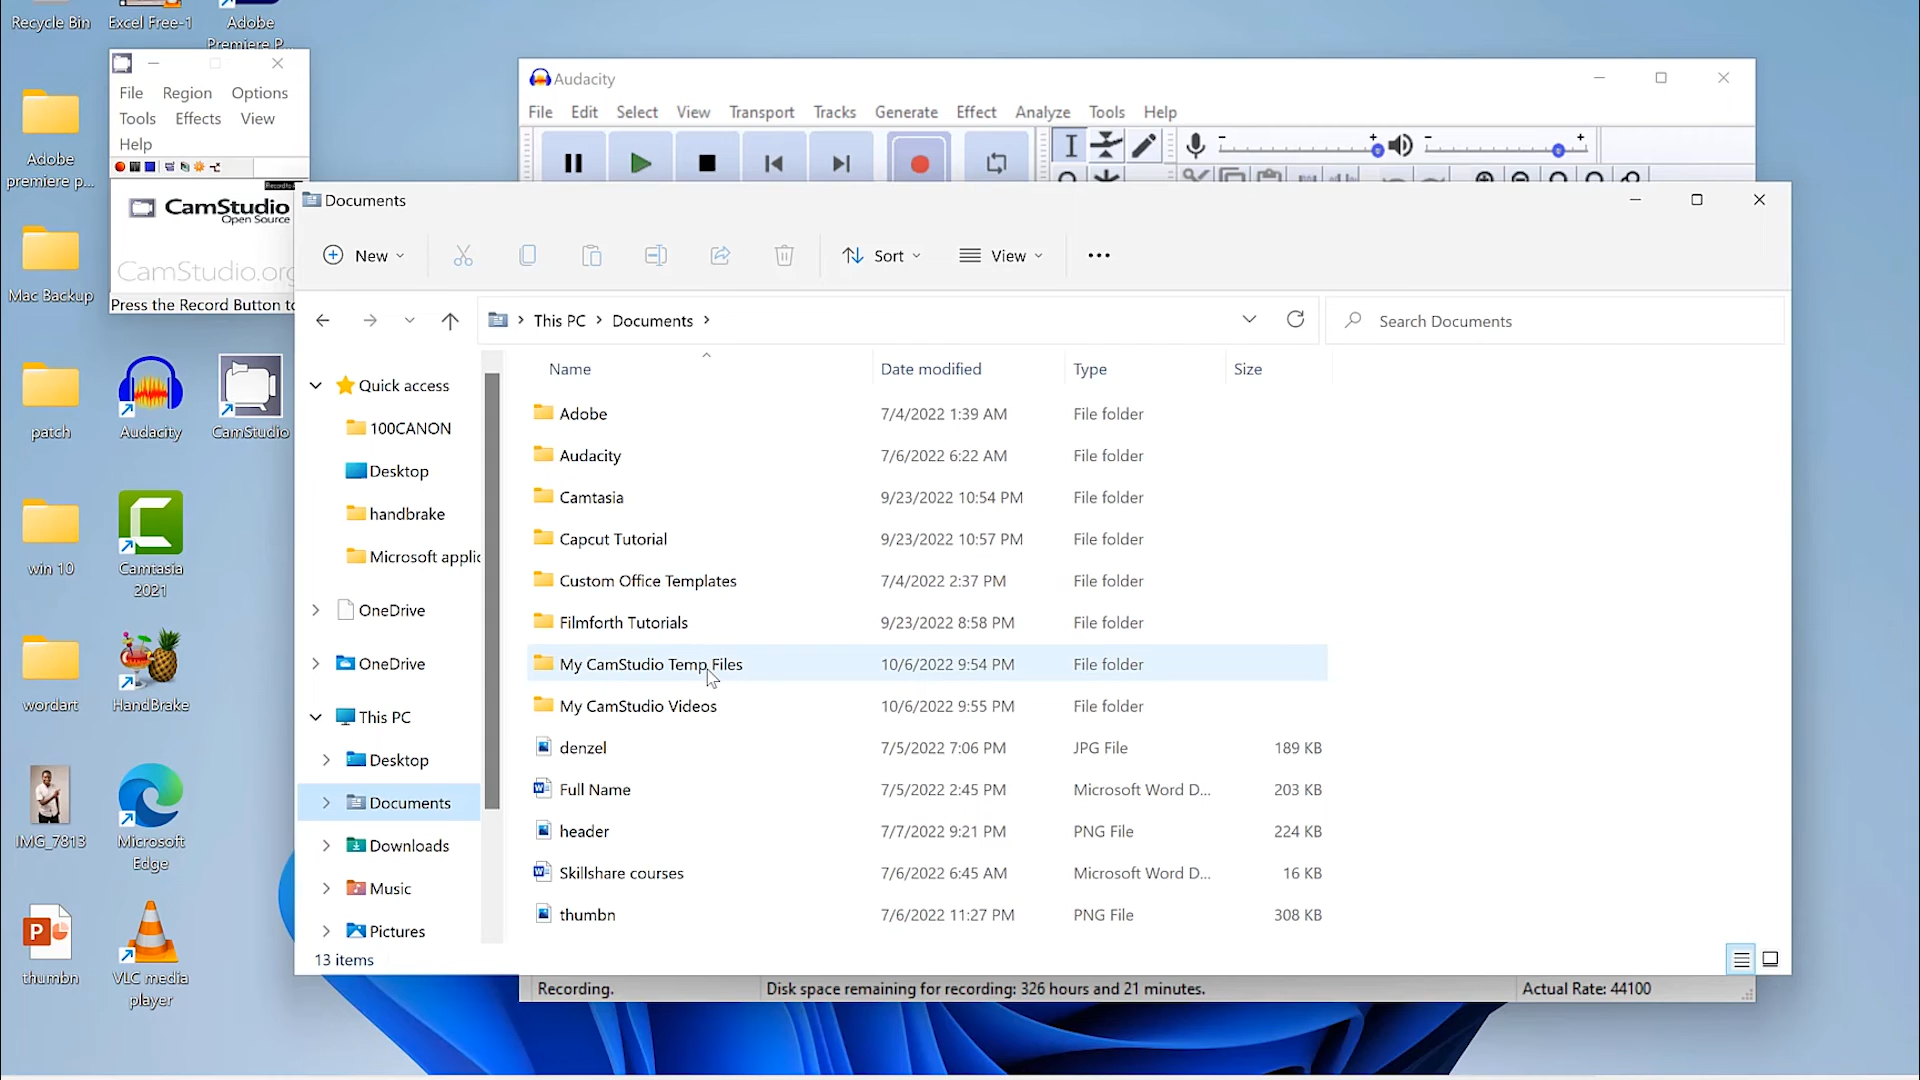 Recycle Bin
Excel Free-1
Adobe
Premiere P...
Adobe
premiere p...
Mac Backup
patch
Audacity
CamStudio
win 10
Camtasia
2021
wordart
HandBrake
IMG_7813
Microsoft
Edge
thumbn
VLC media
player
File Region Options
Tools Effects View
Help
CamStudio
Open Source
CamStudio.org
Press the Record Button to
Audacity
File Edit Select View Transport Tracks Generate Effect Analyze Tools Help
Documents
New
Sort
View
This PC > Documents >
Search Documents
Quick access
100CANON
Desktop
handbrake
Microsoft applic
OneDrive
OneDrive
This PC
Desktop
Documents
Downloads
Music
Pictures
Name Date modified Type Size
Adobe 7/4/2022 1:39 AM File folder
Audacity 7/6/2022 6:22 AM File folder
Camtasia 9/23/2022 10:54 PM File folder
Capcut Tutorial 9/23/2022 10:57 PM File folder
Custom Office Templates 7/4/2022 2:37 PM File folder
Filmforth Tutorials 9/23/2022 8:58 PM File folder
My CamStudio Temp Files 10/6/2022 9:54 PM File folder
My CamStudio Videos 10/6/2022 9:55 PM File folder
denzel 7/5/2022 7:06 PM JPG File 189 KB
Full Name 7/5/2022 2:45 PM Microsoft Word D... 203 KB
header 7/7/2022 9:21 PM PNG File 224 KB
Skillshare courses 7/6/2022 6:45 AM Microsoft Word D... 16 KB
thumbn 7/6/2022 11:27 PM PNG File 308 KB
13 items
Recording.
Disk space remaining for recording: 326 hours and 21 minutes.
Actual Rate: 44100